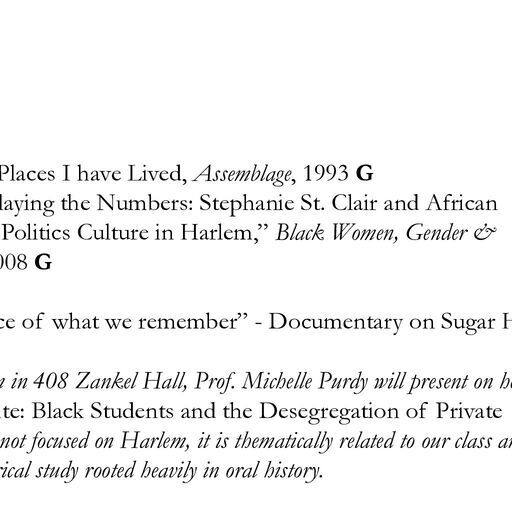 Places I have Lived, Assemblage, 1993 G
laying the Numbers: Stephanie St. Clair and African
Politics Culture in Harlem,” Black Women, Gender &
008 G
ce of what we remember” - Documentary on Sugar H
n in 408 Zankel Hall, Prof. Michelle Purdy will present on h
ite: Black Students and the Desegregation of Private
not focused on Harlem, it is thematically related to our class a
rical study rooted heavily in oral history.